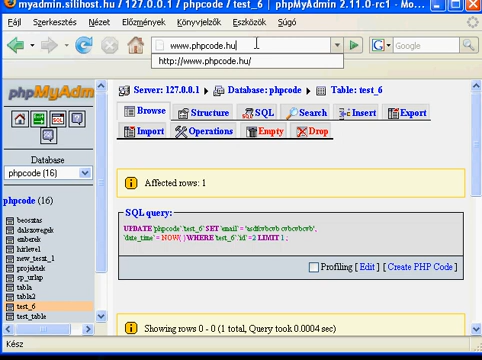 myadmin.silihost.hu / 127.0.0.1 / phpcode / test_6 | phpMyAdmin 2.11.0-rc1 - Mo...
Fájl Szerkesztés Nézet Előzmények Könyvjelzők Eszközök Súgó
www.phpcode.hu G Google
http://www.phpcode.hu/
phpMyAdm
Server: 127.0.0.1 Database: phpcode Table: test_6
Browse Structure SQL Search Insert Export
Import Operations Empty Drop
Database
phpcode (16)
phpcode (16)
beosztas
dalszovegek
emberek
hirlevel
new_teszt_1
projektek
sp_urlap
tabla
tabla2
test_6
test_table
Affected rows: 1
SQL query:
UPDATE `phpcode`.`test_6` SET `email` =
`date_time` = NOW( ) WHERE `test_6`.`id` =2 LIMIT 1 ;
Profiling [ Edit ] [ Create PHP Code ]
Showing rows 0 - 0 (1 total, Query took 0.0004 sec)
Kész